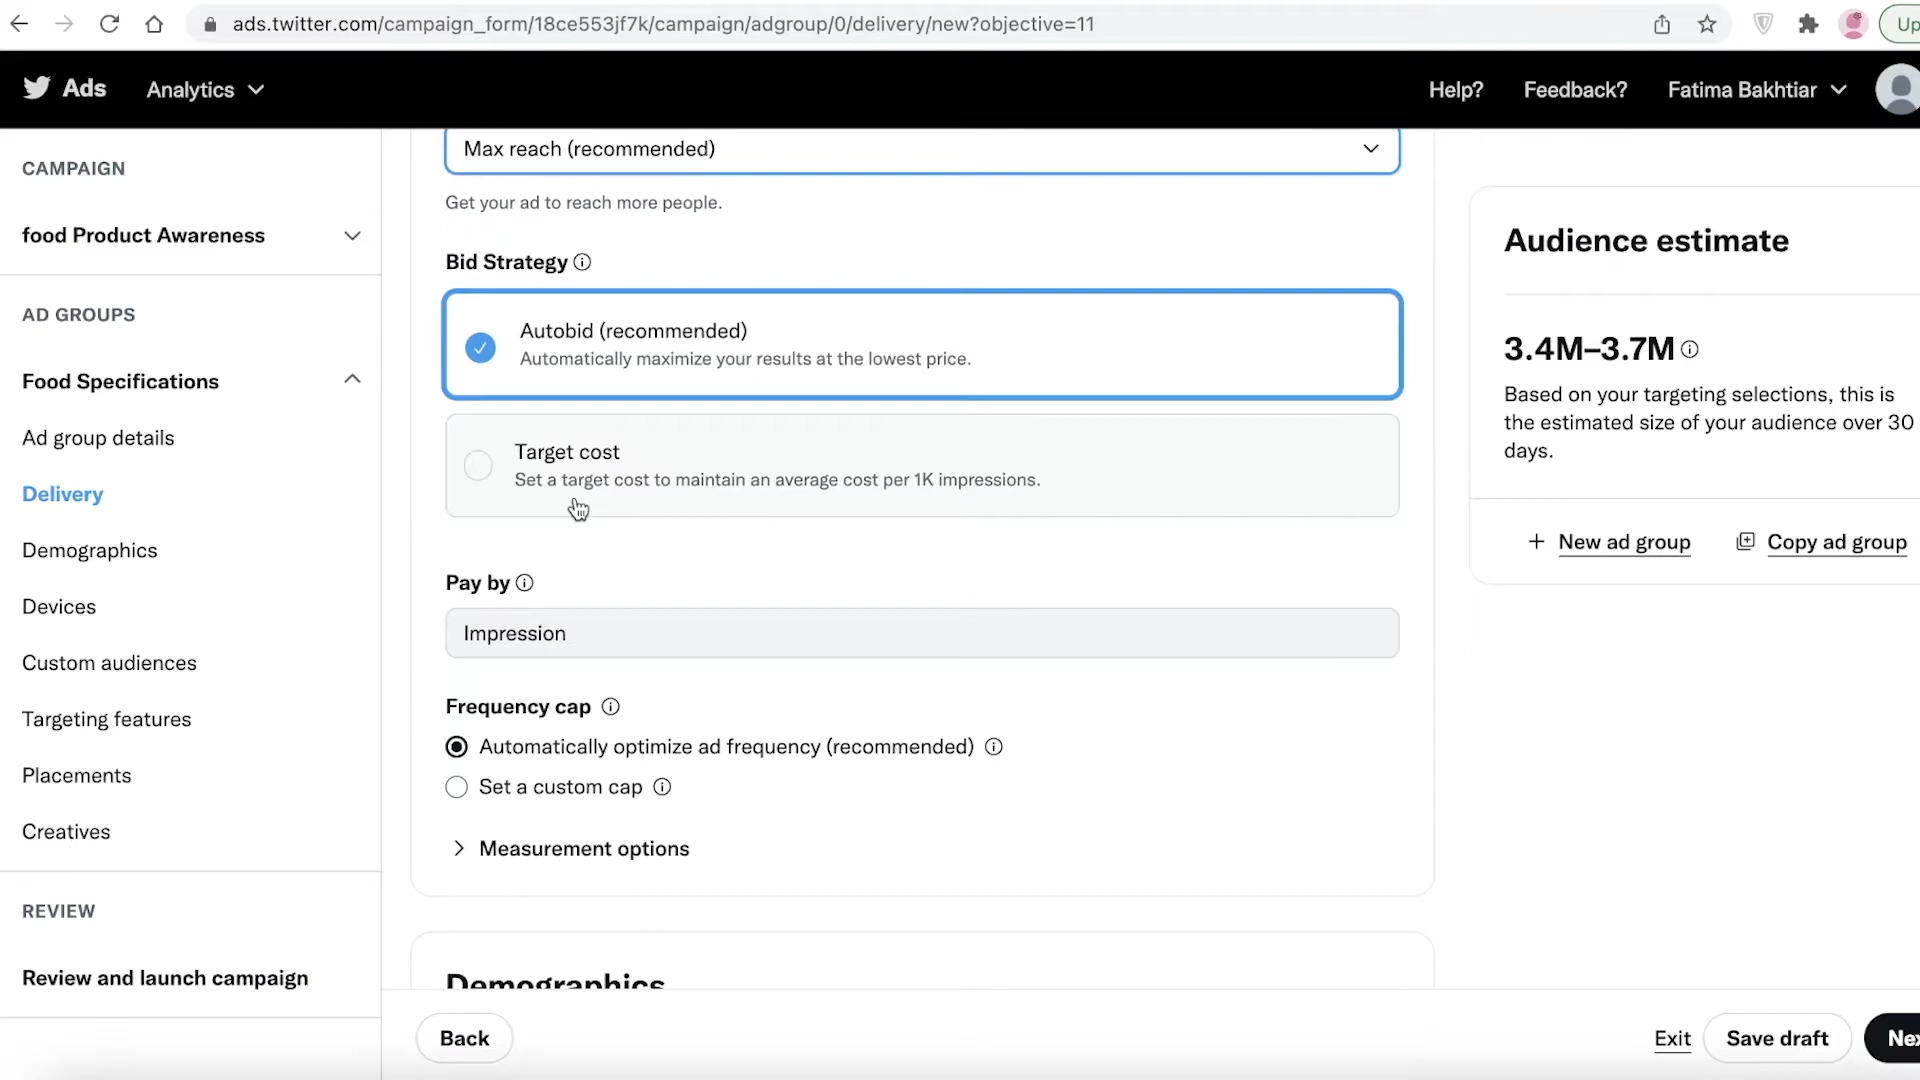 ads.twitter.com/campaign_form/18ce553jf7k/campaign/adgroup/0/delivery/new?objective=11
Up
Ads
Analytics
Help?
Feedback?
Fatima Bakhtiar
CAMPAIGN
food Product Awareness
AD GROUPS
Food Specifications
Ad group details
Delivery
Demographics
Devices
Custom audiences
Targeting features
Placements
Creatives
REVIEW
Review and launch campaign
Max reach (recommended)
Get your ad to reach more people.
Bid Strategy
Autobid (recommended)
Automatically maximize your results at the lowest price.
Target cost
Set a target cost to maintain an average cost per 1K impressions.
Pay by
Impression
Frequency cap
Automatically optimize ad frequency (recommended)
Set a custom cap
Measurement options
Demographics
Audience estimate
3.4M–3.7M
Based on your targeting selections, this is
the estimated size of your audience over 30
days.
New ad group
Copy ad group
Back
Exit
Save draft
Nex